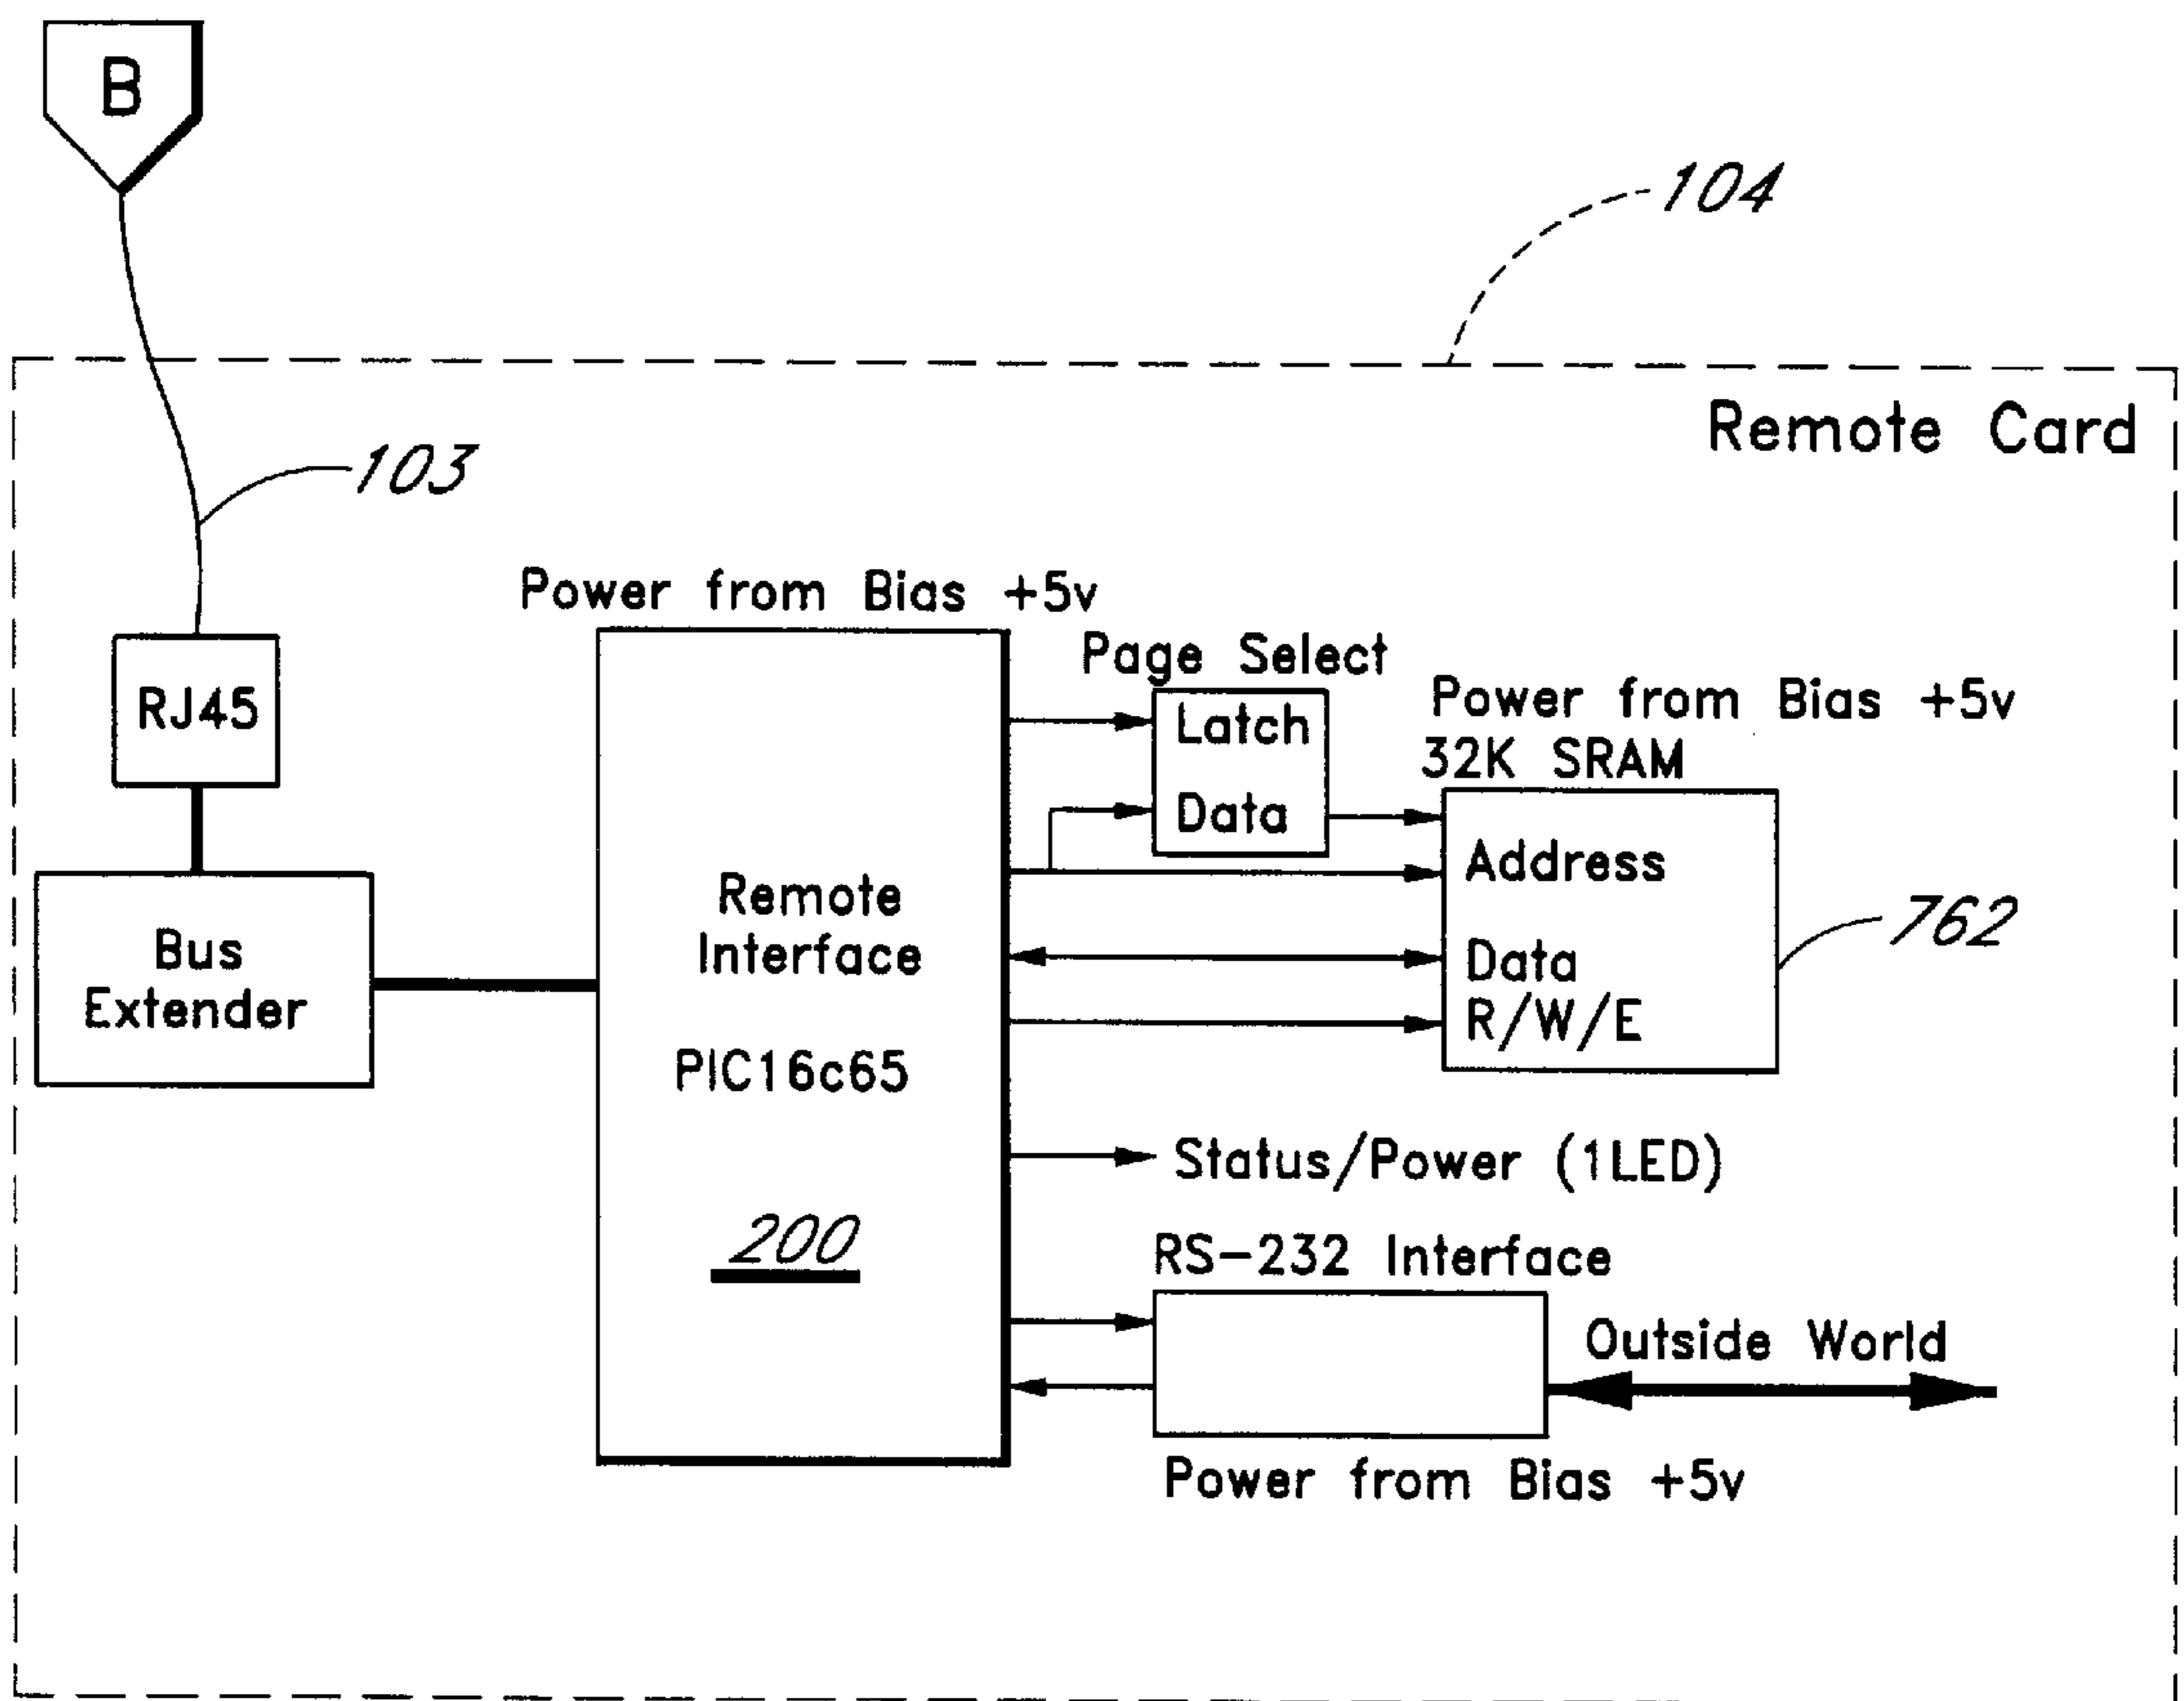 B
104
Remote Card
103
Power from Bias +5v
Page Select
RJ45
Latch
Data
Power from Bias +5v
32K SRAM
Address
Data
R/W/E
762
Bus
Extender
Remote
Interface
PIC16c65
200
Status/Power (1LED)
RS-232 Interface
Outside World
Power from Bias +5v